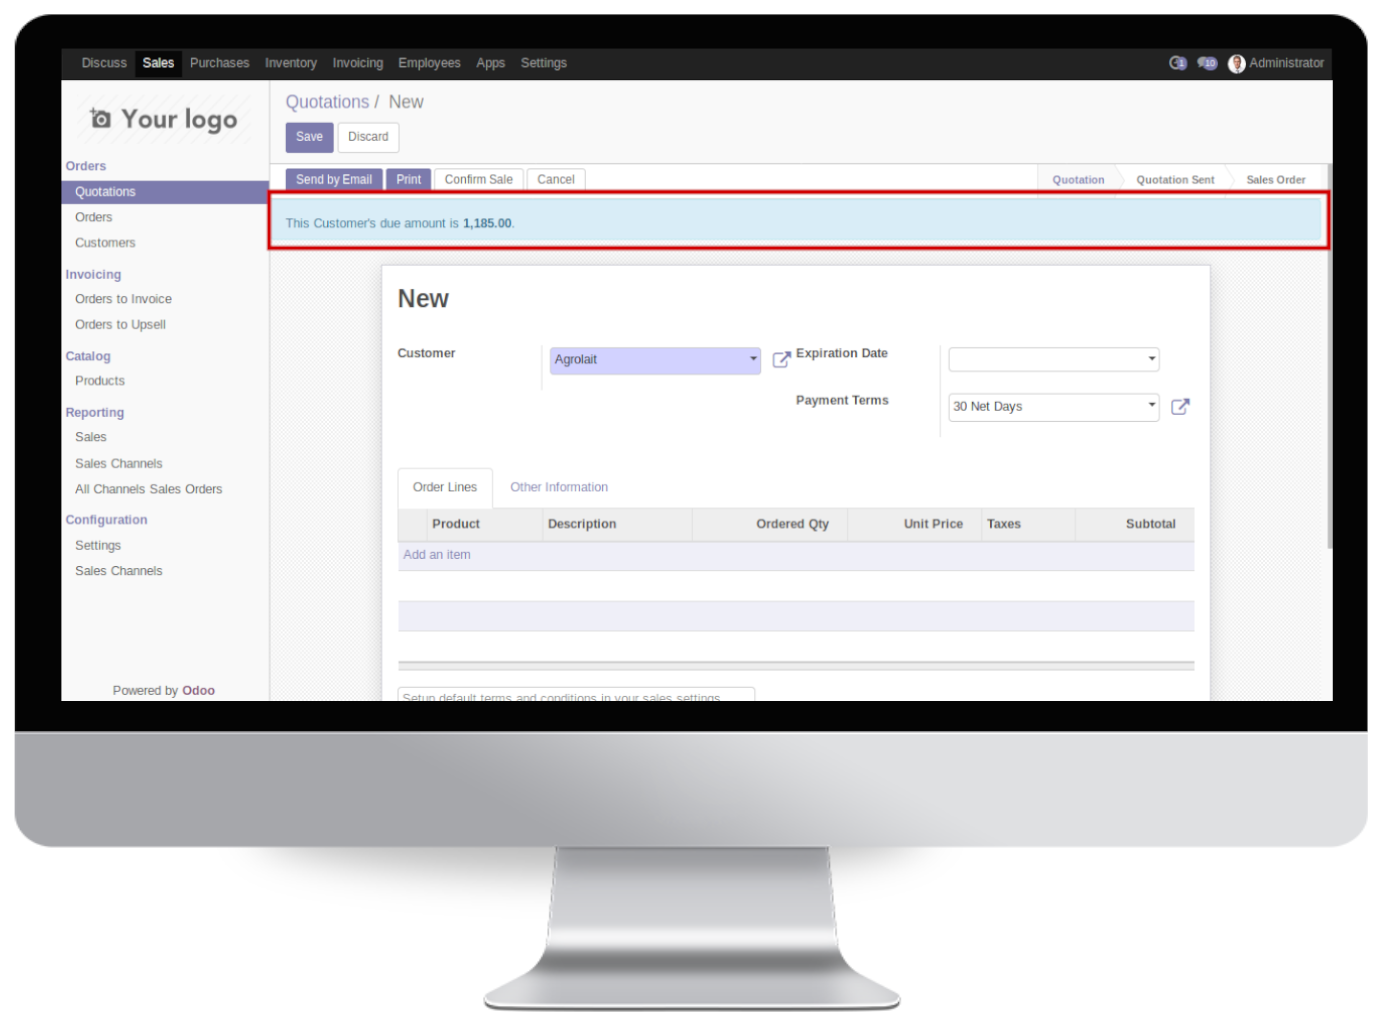 Discuss Sales Purchases Inventory Invoicing Employees Apps Settings 1 10 Administrator
Your logo
Quotations / New
Save Discard
Orders
Quotations
Orders
Customers
Invoicing
Orders to Invoice
Orders to Upsell
Catalog
Products
Reporting
Sales
Sales Channels
All Channels Sales Orders
Configuration
Settings
Sales Channels
Powered by Odoo
Send by Email Print Confirm Sale Cancel Quotation Quotation Sent Sales Order
This Customer's due amount is 1,185.00.
New
Customer Agrolait Expiration Date
Payment Terms 30 Net Days
Order Lines Other Information
Product Description Ordered Qty Unit Price Taxes Subtotal
Add an item
Setup default terms and conditions in your sales settings